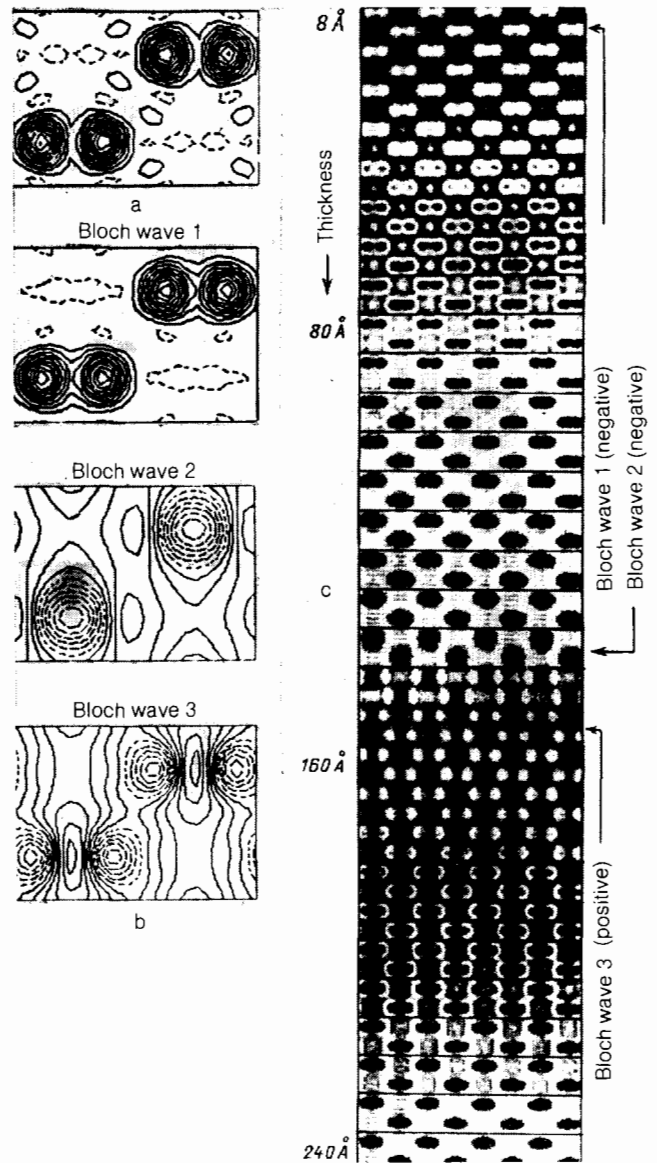 a
Bloch wave 1
Bloch wave 2
Bloch wave 3
b
8 Å
Thickness
80 Å
c
160 Å
240 Å
Bloch wave 1 (negative)
Bloch wave 2 (negative)
Bloch wave 3 (positive)